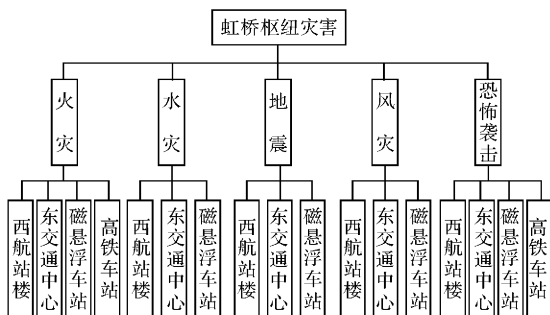 虹桥枢纽灾害
火灾
水灾
地震
风灾
恐怖袭击
西航站楼
东交通中心
磁悬浮车站
高铁车站
西航站楼
东交通中心
磁悬浮车站
西航站楼
东交通中心
磁悬浮车站
西航站楼
东交通中心
磁悬浮车站
西航站楼
东交通中心
磁悬浮车站
高铁车站